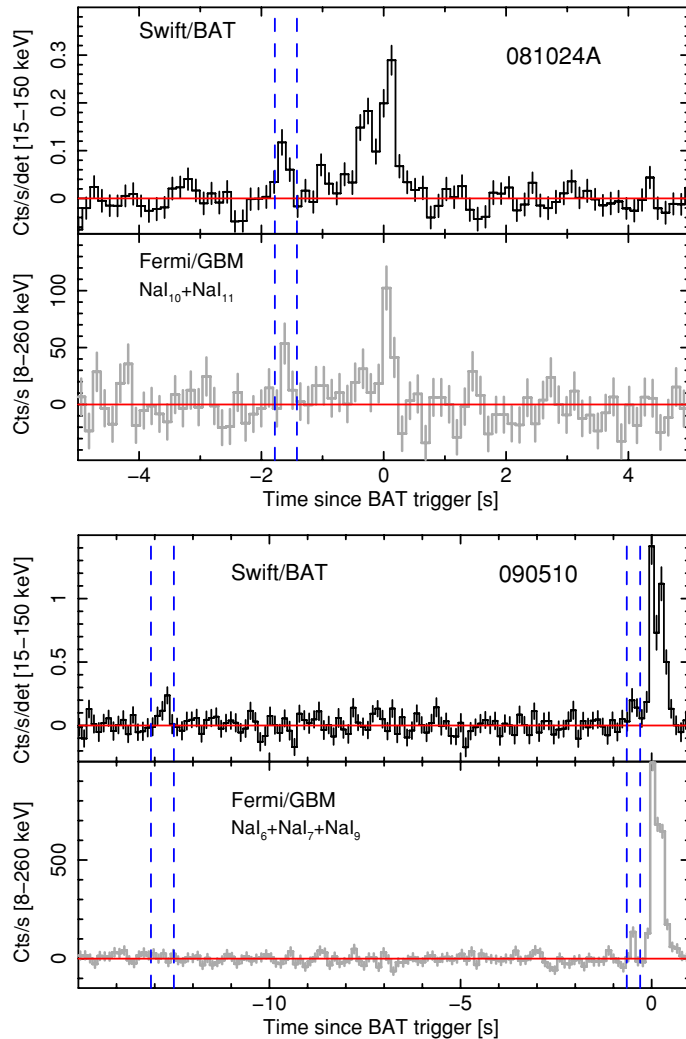 Swift/BAT
081024A
Cts/s/det [15−150 keV]
0
0.1
0.2
0.3
Fermi/GBM
NaI₁₀+NaI₁₁
Cts/s [8−260 keV]
0
50
100
−4
−2
0
2
4
Time since BAT trigger [s]
Swift/BAT
090510
Cts/s/det [15−150 keV]
0
0.5
1
Fermi/GBM
NaI₆+NaI₇+NaI₉
Cts/s [8−260 keV]
0
500
−10
−5
0
Time since BAT trigger [s]